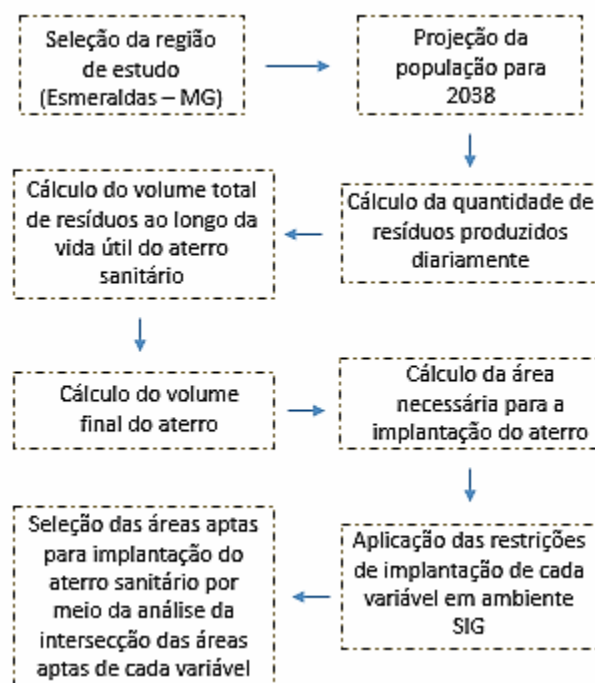 Seleção da região
de estudo
(Esmeraldas – MG)
Projeção da
população para
2038
Cálculo da quantidade de
resíduos produzidos
diariamente
Cálculo do volume total
de resíduos ao longo da
vida útil do aterro
sanitário
Cálculo do volume
final do aterro
Cálculo da área
necessária para a
implantação do aterro
Aplicação das restrições
de implantação de cada
variável em ambiente
SIG
Seleção das áreas aptas
para implantação do
aterro sanitário por
meio da análise da
intersecção das áreas
aptas de cada variável